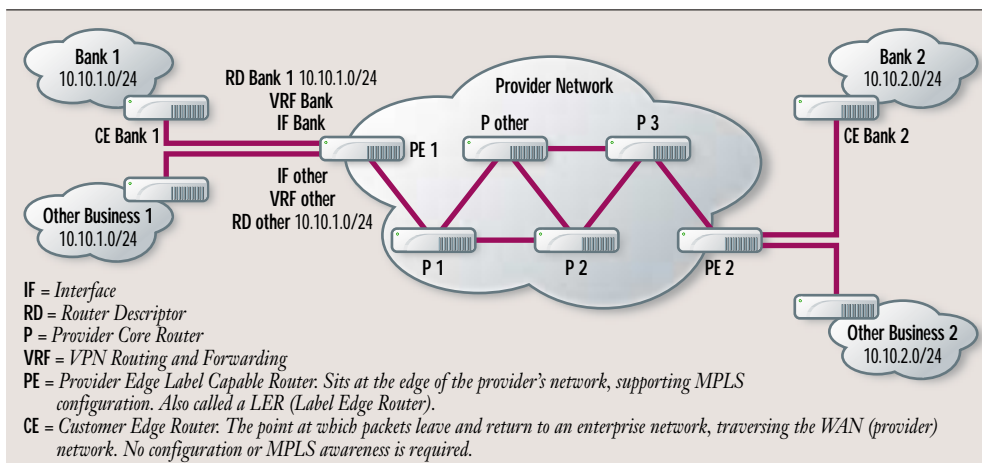 Bank 1
10.10.1.0/24
CE Bank 1
RD Bank 1 10.10.1.0/24
VRF Bank
IF Bank
PE 1
IF other
VRF other
RD other 10.10.1.0/24
Other Business 1
10.10.1.0/24
Provider Network
P other
P 3
P 1
P 2
PE 2
Bank 2
10.10.2.0/24
CE Bank 2
Other Business 2
10.10.2.0/24
IF = Interface
RD = Router Descriptor
P = Provider Core Router
VRF = VPN Routing and Forwarding
PE = Provider Edge Label Capable Router. Sits at the edge of the provider's network, supporting MPLS
configuration. Also called a LER (Label Edge Router).
CE = Customer Edge Router. The point at which packets leave and return to an enterprise network, traversing the WAN (provider)
network. No configuration or MPLS awareness is required.